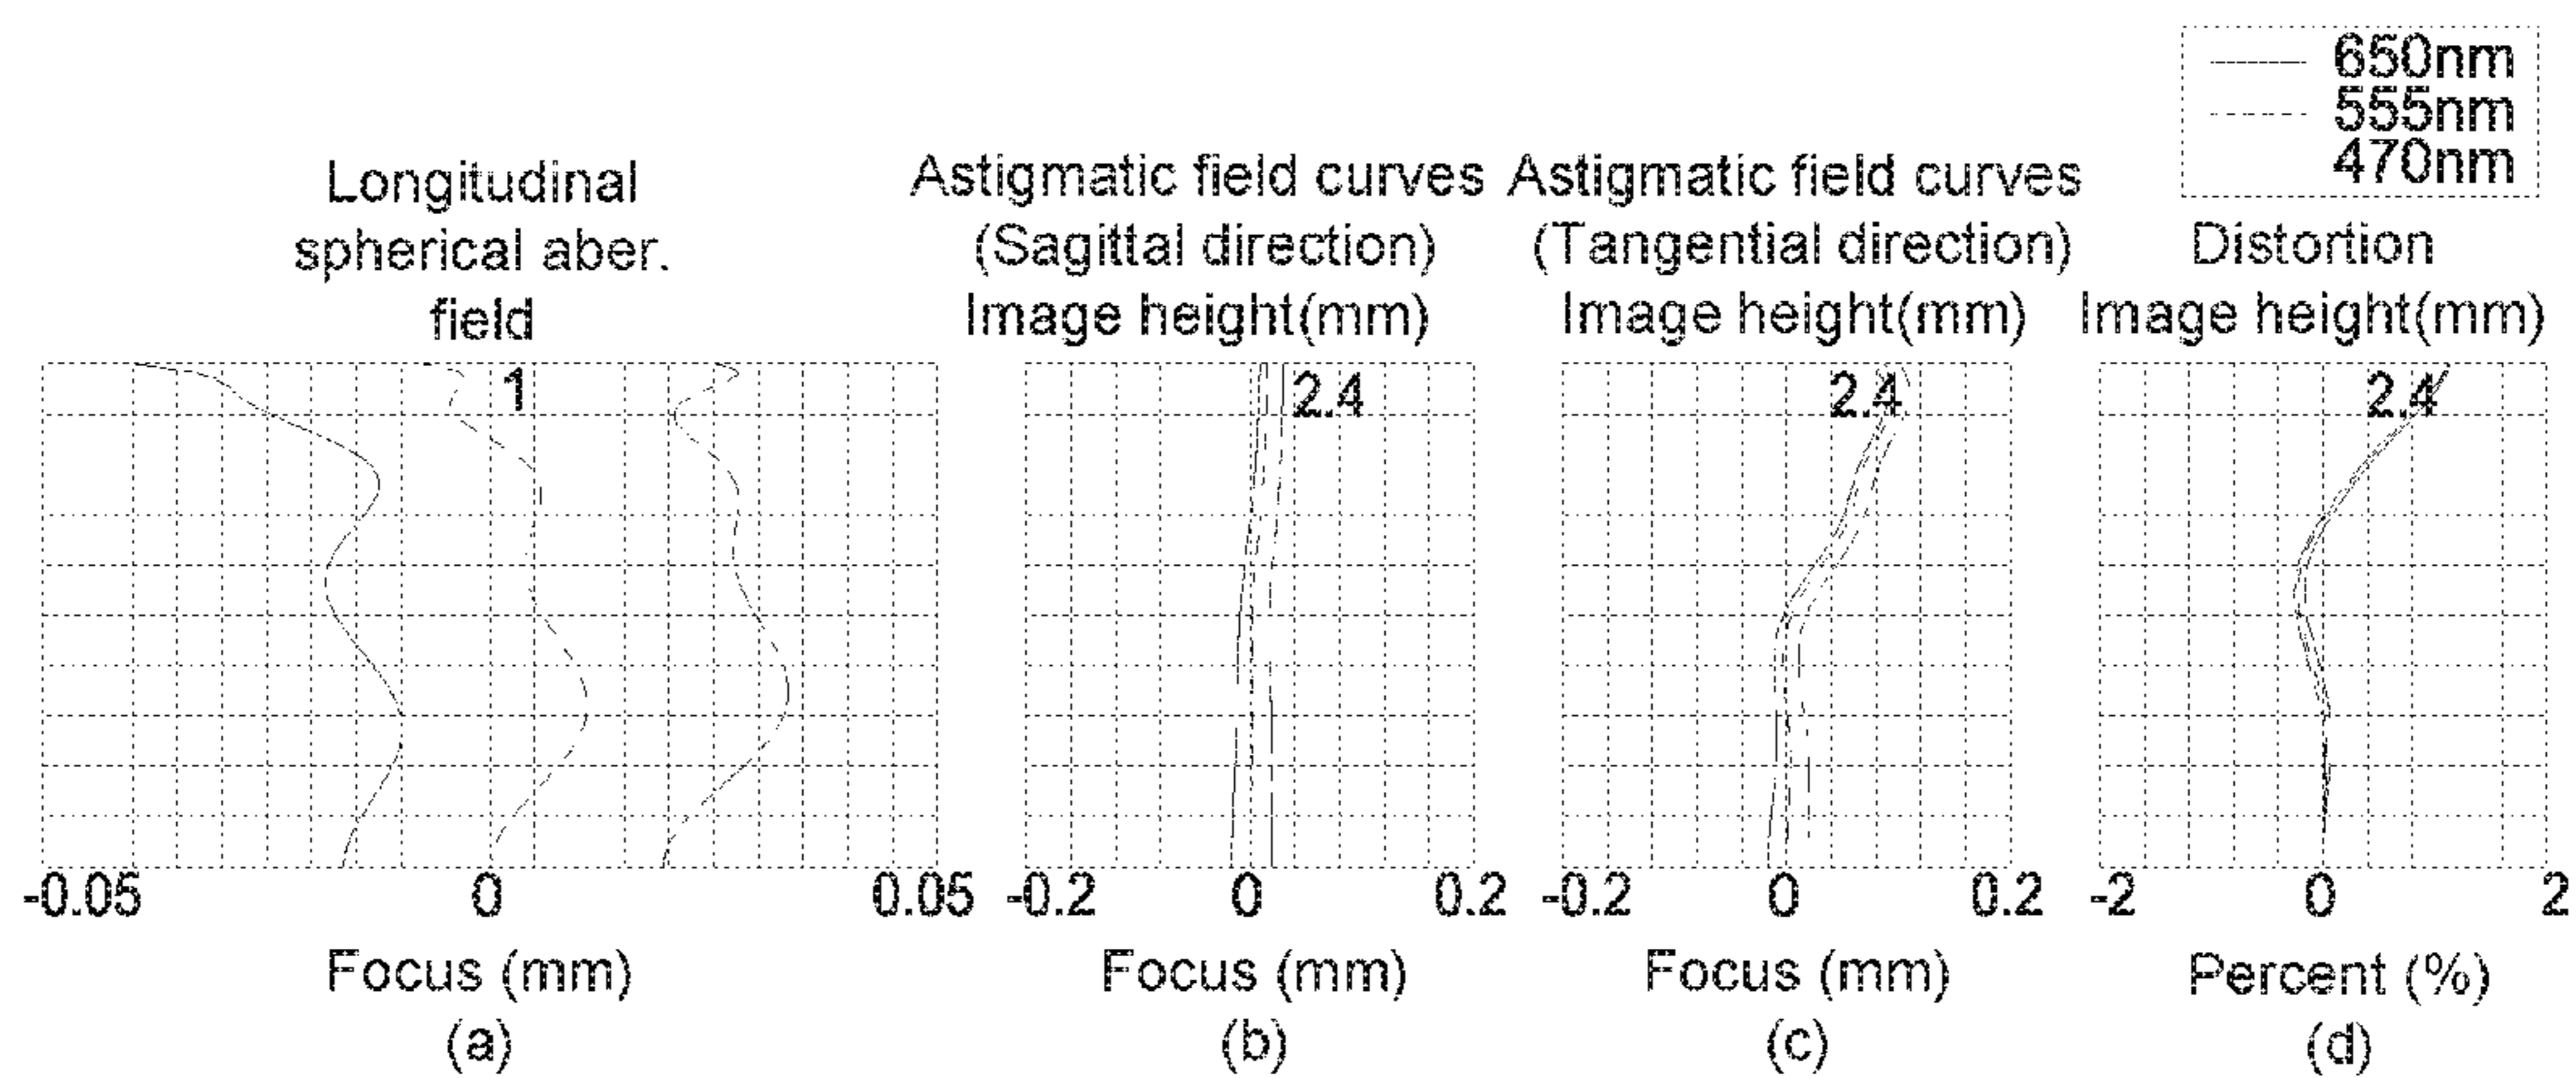 650nm
555nm
470nm
Longitudinal
spherical aber.
field
Astigmatic field curves
(Sagittal direction)
Image height(mm)
Astigmatic field curves
(Tangential direction)
Image height(mm)
Distortion
Image height(mm)
1
2.4
2.4
2.4
-0.05 0 0.05
-0.2 0 0.2
-0.2 0 0.2
-2 0 2
Focus (mm)
Focus (mm)
Focus (mm)
Percent (%)
(a)
(b)
(c)
(d)